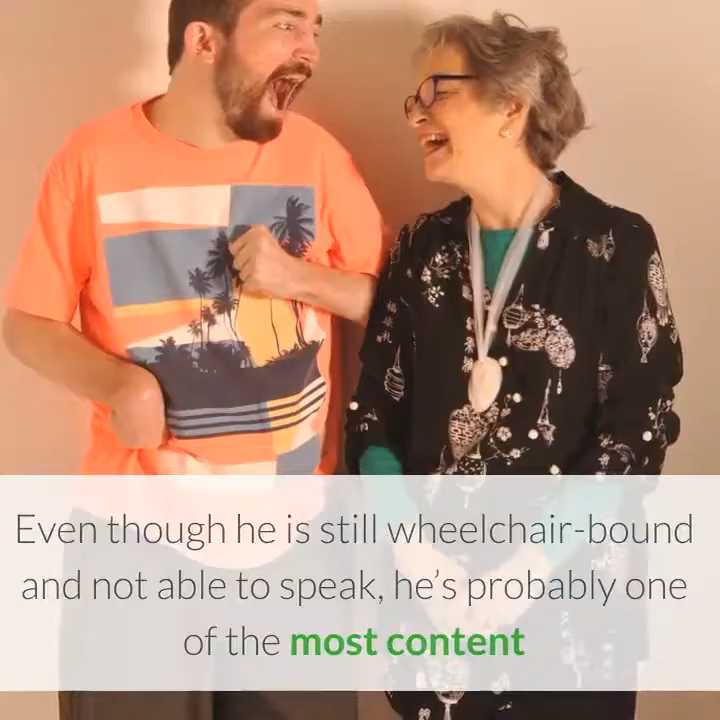 Even though he is still wheelchair-bound
and not able to speak, he's probably one
of the most content